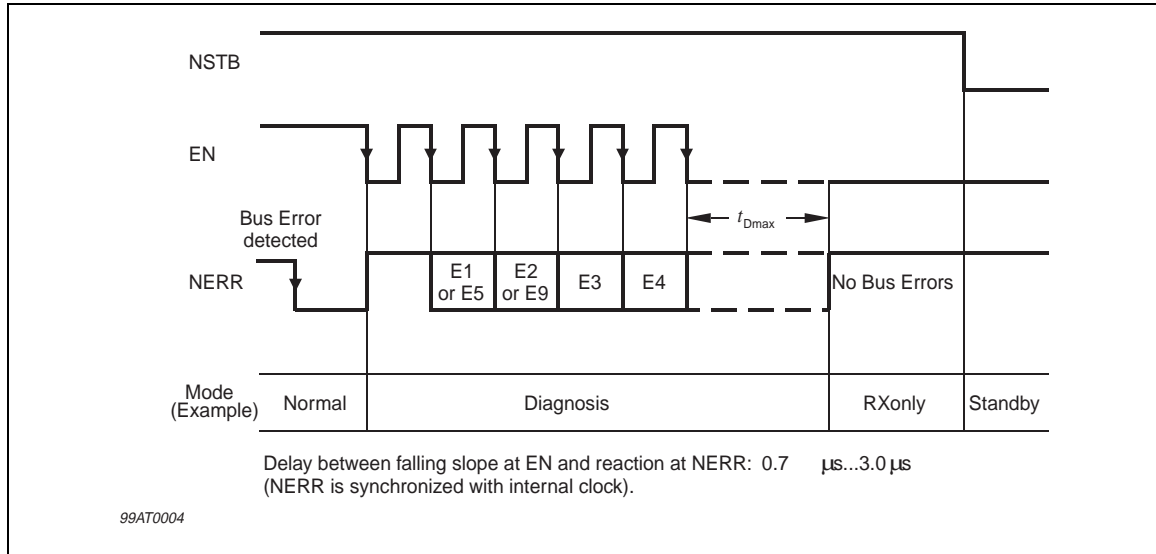 NSTB
EN
t Dmax
Bus Error
detected
NERR
E1
or E5
E2
or E9
E3
E4
No Bus Errors
Mode
(Example)
Normal
Diagnosis
RXonly
Standby
Delay between falling slope at EN and reaction at NERR: 0.7 μs...3.0 μs
(NERR is synchronized with internal clock).
99AT0004